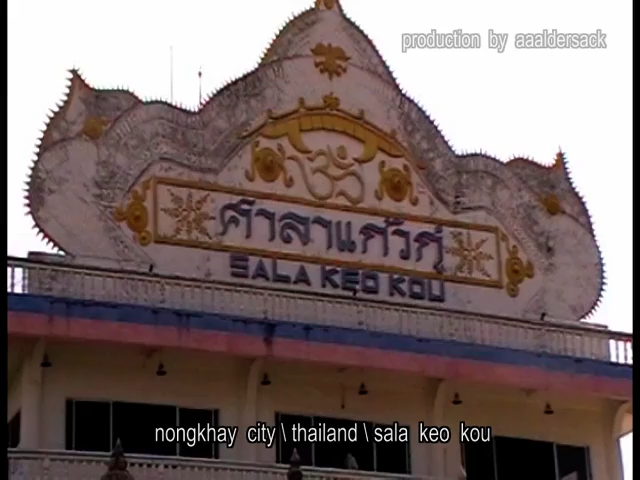 production by aaaldersack
ศาลาแก้วกู่
SALA KEO KOU
nongkhay city \ thailand \ sala keo kou